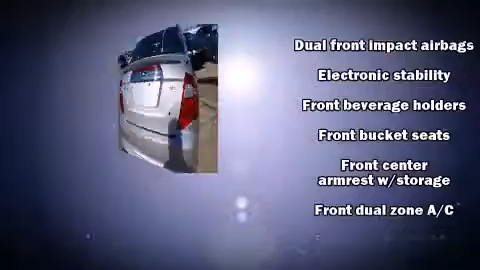 Dual front impact airbags
Electronic stability
Front beverage holders
Front bucket seats
Front center
armrest w/storage
Front dual zone A/C